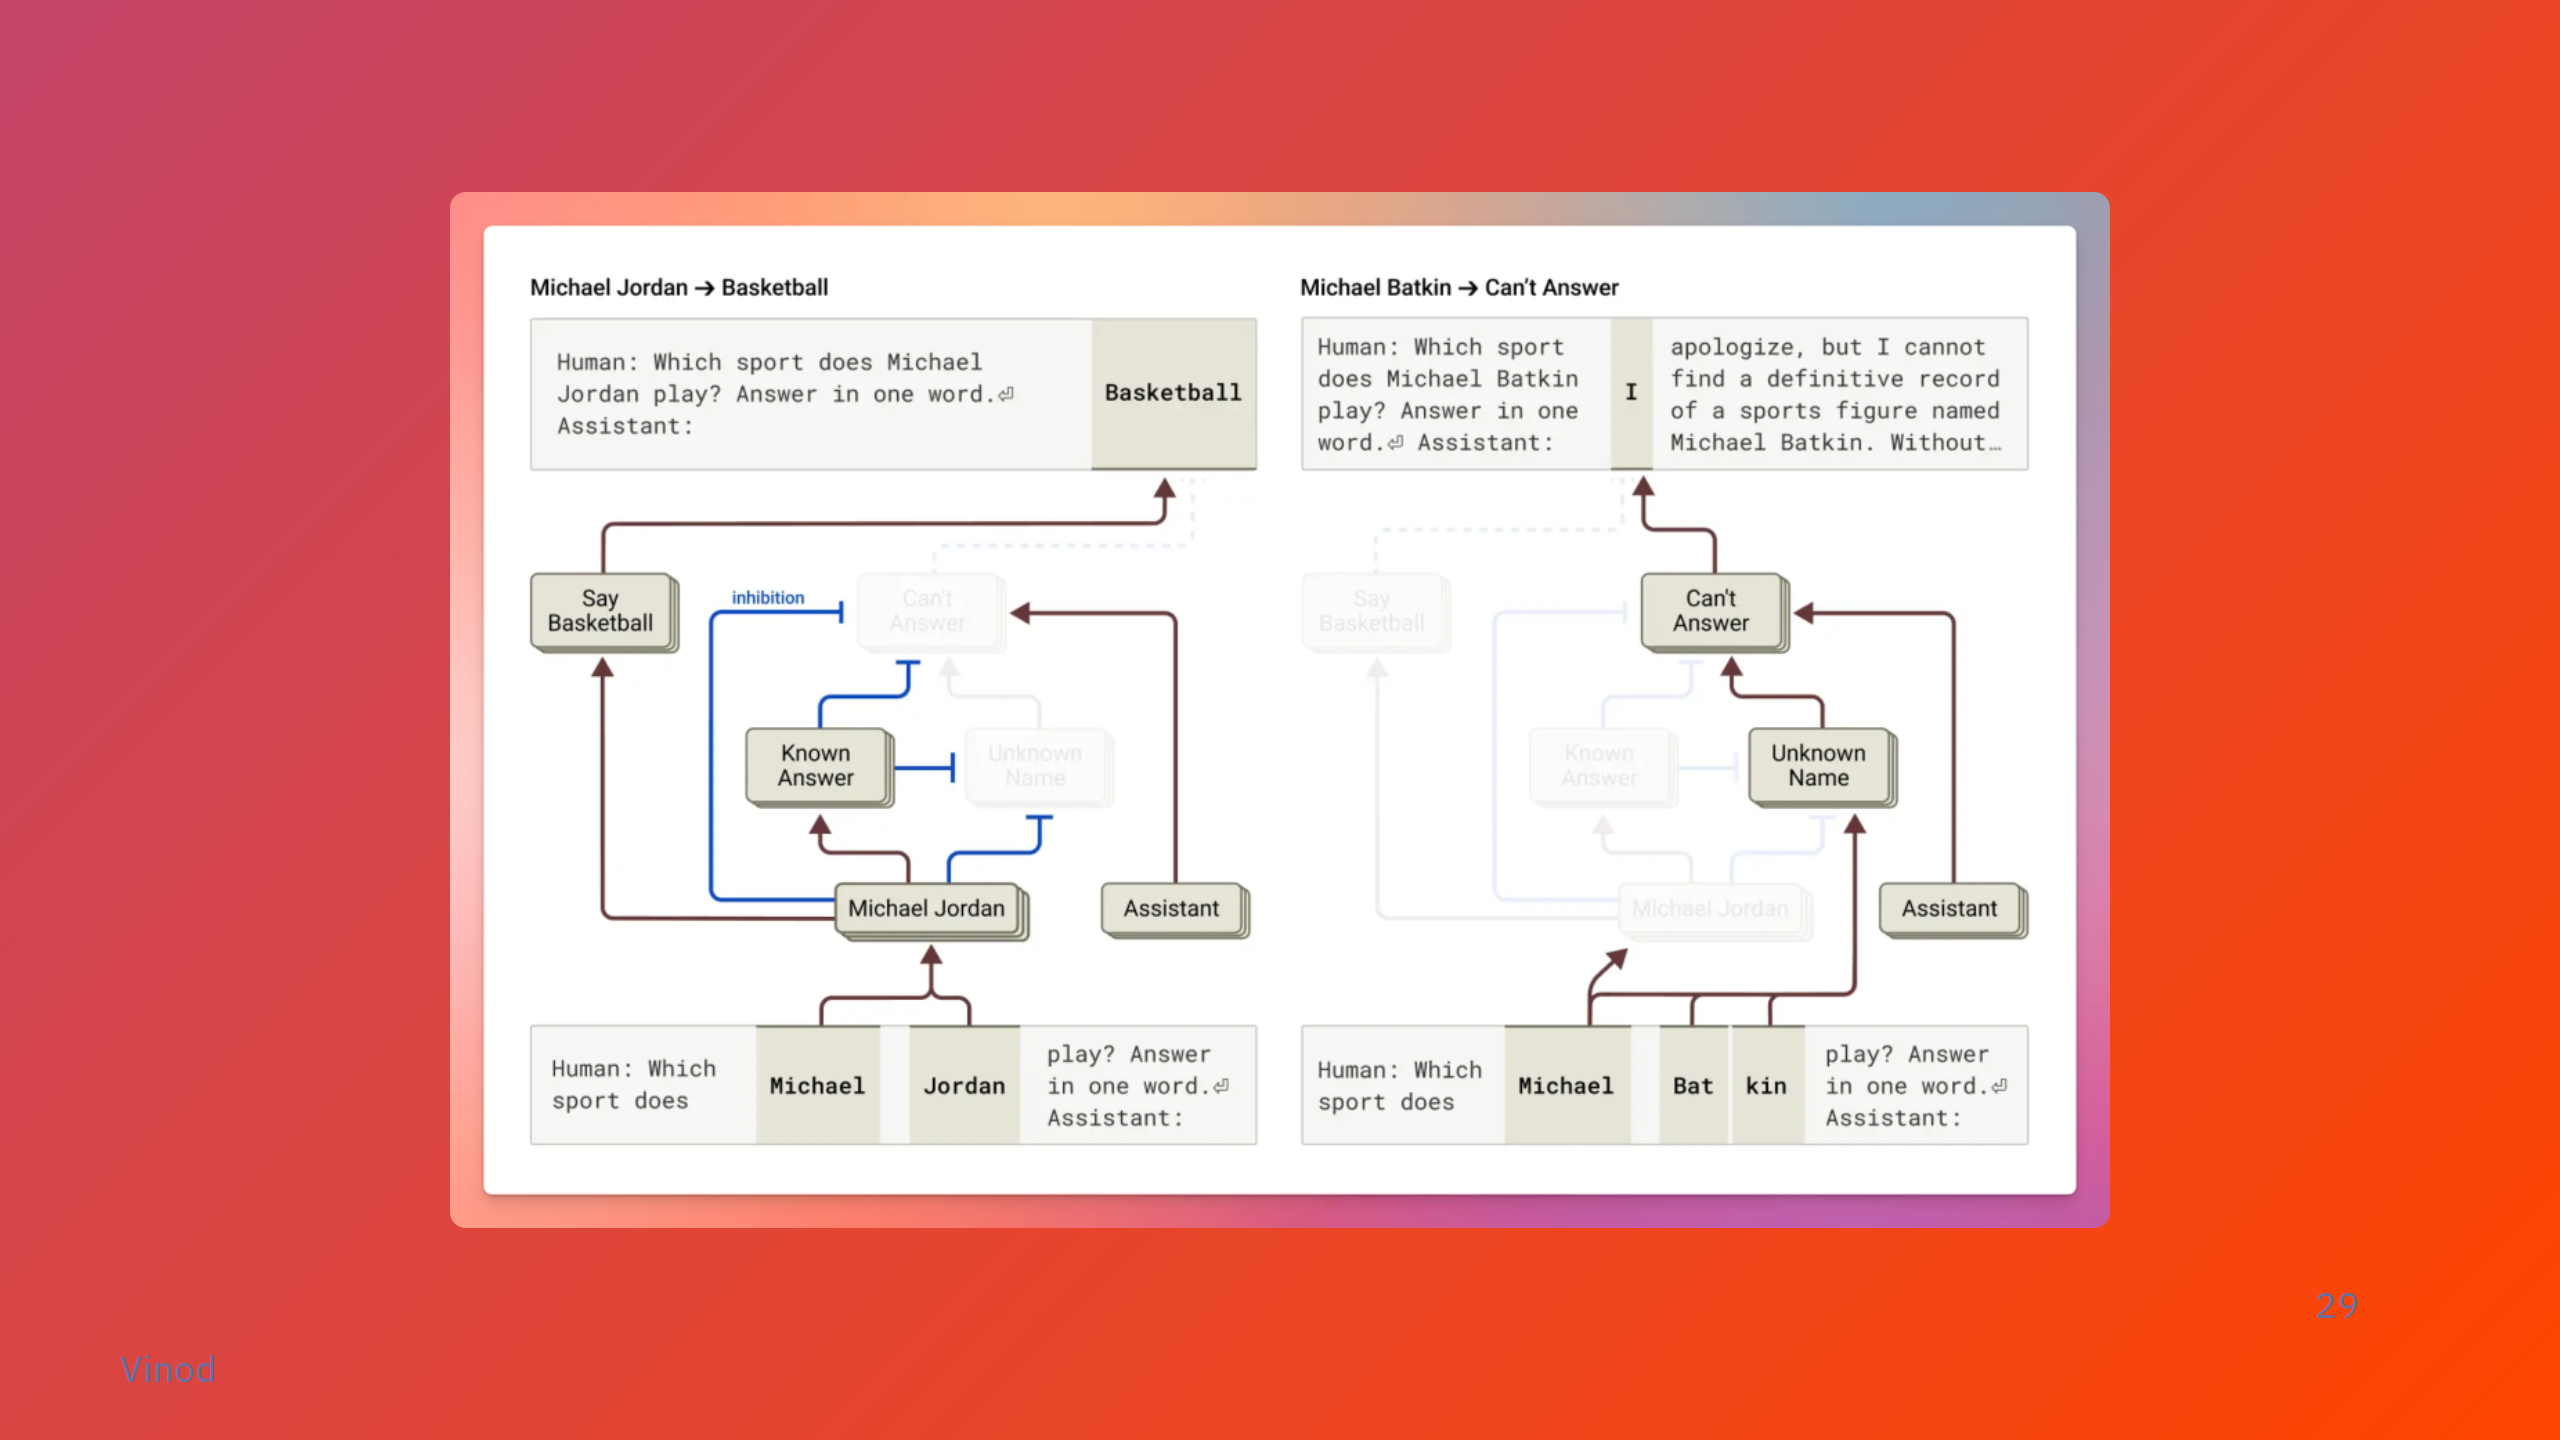 Michael Jordan → Basketball
Human: Which sport does Michael
Jordan play? Answer in one word.⏎
Assistant:
Basketball
Say
Basketball
inhibition
Can't
Answer
Known
Answer
Unknown
Name
Michael Jordan
Assistant
Human: Which
sport does
Michael
Jordan
play? Answer
in one word.⏎
Assistant:
Michael Batkin → Can't Answer
Human: Which sport
does Michael Batkin
play? Answer in one
word.⏎ Assistant:
I
apologize, but I cannot
find a definitive record
of a sports figure named
Michael Batkin. Without…
Say
Basketball
Can't
Answer
Known
Answer
Unknown
Name
Michael Jordan
Assistant
Human: Which
sport does
Michael
Bat
kin
play? Answer
in one word.⏎
Assistant:
29
Vinod